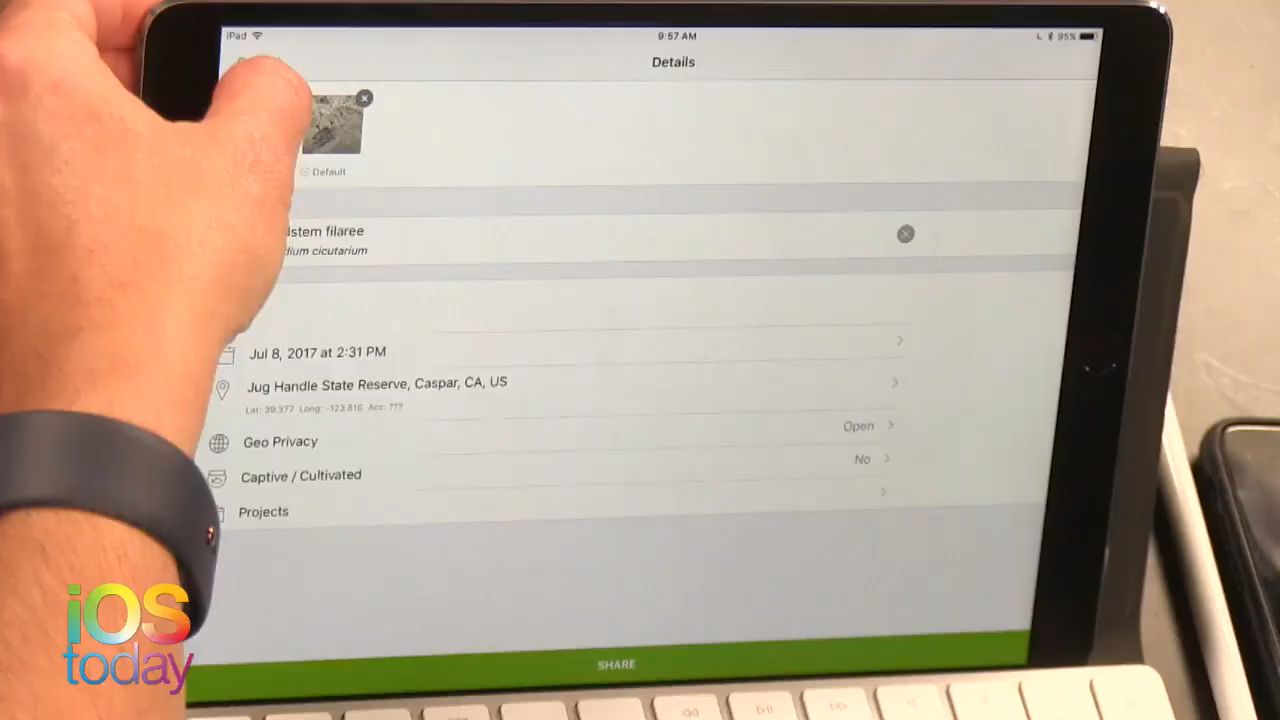 iPad
9:57 AM
95%
Details
Default
lstem filaree
dium cicutarium
Jul 8, 2017 at 2:31 PM
Jug Handle State Reserve, Caspar, CA, US
Lat: 39.377 Long: -123.816 Acc: ???
Geo Privacy
Open
Captive / Cultivated
No
Projects
SHARE
iOS
today